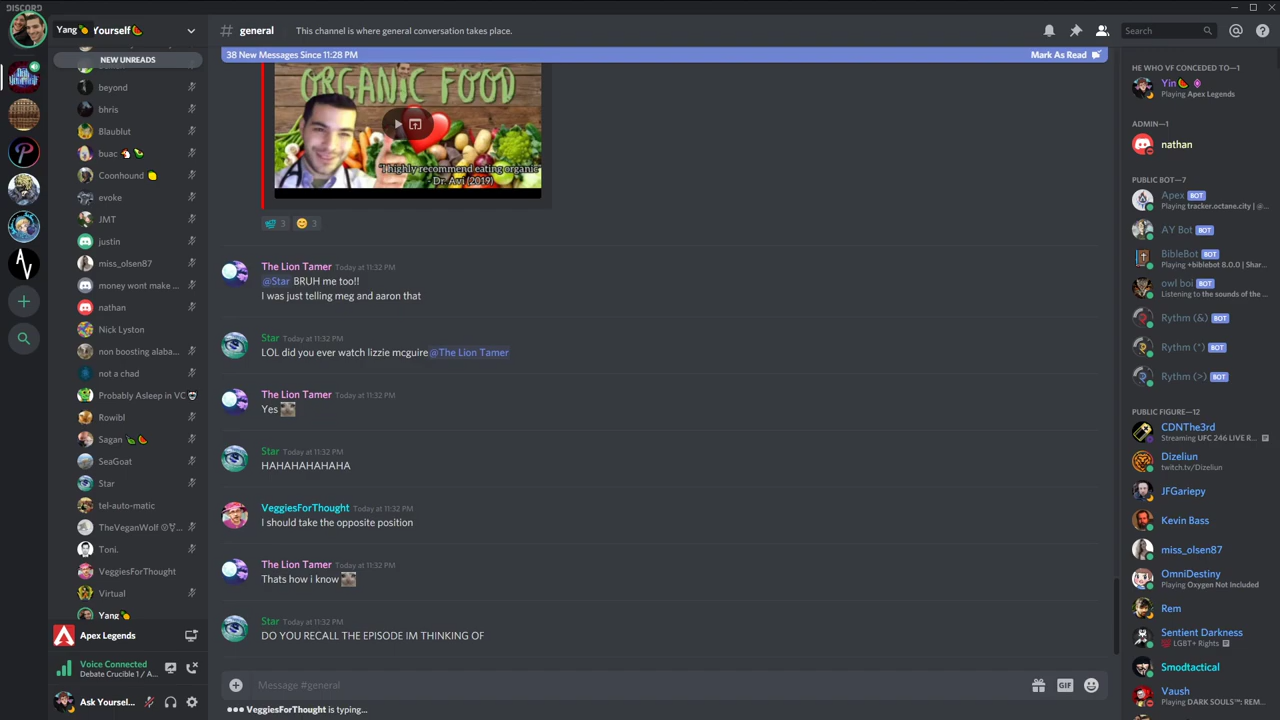 DISCORD
Yang Yourself
NEW UNREADS
beyond
bhris
Blaublut
buac
Coonhound
evoke
JMT
justin
miss_olsen87
money wont make ...
nathan
Nick Lyston
non boosting alaba...
not a chad
Probably Asleep in VC
Rowibl
Sagan
SeaGoat
Star
tel-auto-matic
TheVeganWolf
Toni.
VeggiesForThought
Virtual
Yang
Apex Legends
Voice Connected
Debate Crucible 1 / A...
Ask Yoursel...
# general
This channel is where general conversation takes place.
Search
38 New Messages Since 11:28 PM
Mark As Read
ORGANIC FOOD
"I highly recommend eating organic"
- Dr. Avi (2019)
3
3
The Lion Tamer Today at 11:32 PM
@Star BRUH me too!!
I was just telling meg and aaron that
Star Today at 11:32 PM
LOL did you ever watch lizzie mcguire @The Lion Tamer
The Lion Tamer Today at 11:32 PM
Yes
Star Today at 11:32 PM
HAHAHAHAHAHA
VeggiesForThought Today at 11:32 PM
I should take the opposite position
The Lion Tamer Today at 11:32 PM
Thats how i know
Star Today at 11:32 PM
DO YOU RECALL THE EPISODE IM THINKING OF
Message #general
GIF
VeggiesForThought is typing...
HE WHO VF CONCEDED TO—1
Yin
Playing Apex Legends
ADMIN—1
nathan
PUBLIC BOT—7
Apex BOT
Playing tracker.octane.city | @...
AY Bot BOT
BibleBot BOT
Playing +biblebot 8.0.0 | Shar...
owl boi BOT
Listening to the sounds of the ...
Rythm (&) BOT
Rythm (*) BOT
Rythm (>) BOT
PUBLIC FIGURE—12
CDNThe3rd
Streaming UFC 246 LIVE R...
Dizeliun
twitch.tv/Dizeliun
JFGariepy
Kevin Bass
miss_olsen87
OmniDestiny
Playing Oxygen Not Included
Rem
Sentient Darkness
LGBT+ Rights
Smodtactical
Vaush
Playing DARK SOULS™: REM...
AV